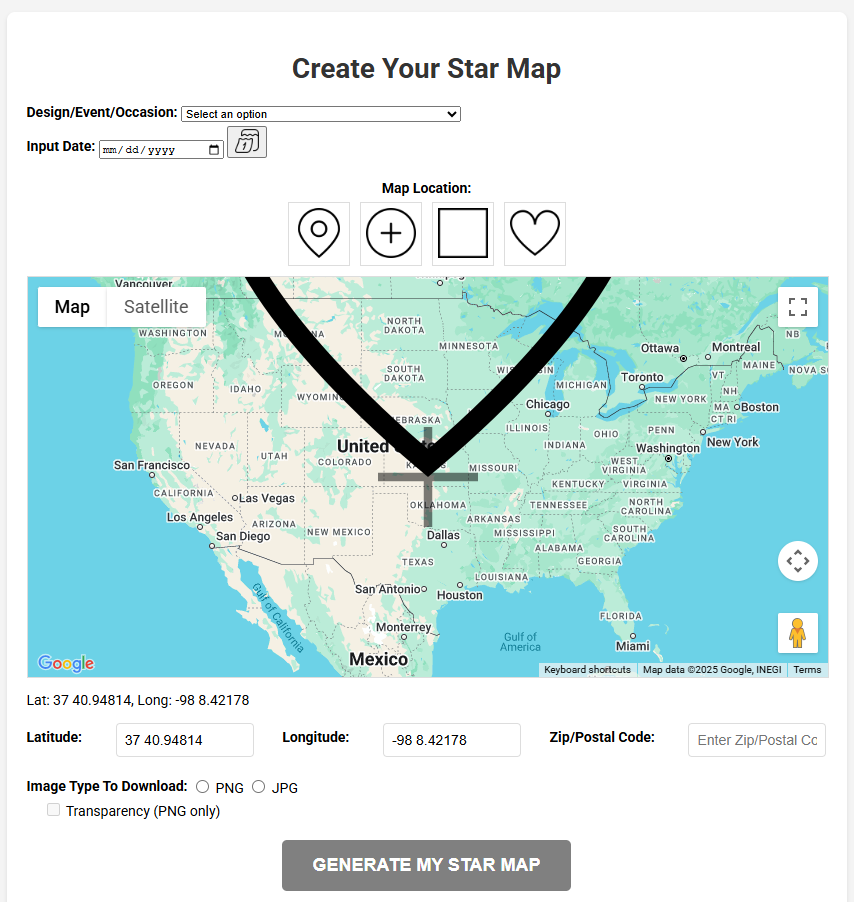 Create Your Star Map
Design/Event/Occasion: Select an option
Input Date: mm/dd/yyyy
1
Map Location:
Vancouver
Map Satellite
NORTH DAKOTA
NB
WASHINGTON
MINNESOTA
Ottawa
Montreal
MAINE
NOVA S
SOUTH DAKOTA
MICHIGAN
Toronto
VT
OREGON
IDAHO
NH
WYOMING
NEW YORK
MA
Boston
Chicago
CT RI
ILLINOIS
OHIO
PENN
New York
NEVADA
UTAH
United
INDIANA
Washington
San Francisco
COLORADO
MISSOURI
WEST VIRGINIA
CALIFORNIA
Las Vegas
KENTUCKY
VIRGINIA
OKLAHOMA
TENNESSEE
NORTH CAROLINA
Los Angeles
ARIZONA
NEW MEXICO
ARKANSAS
San Diego
Dallas
MISSISSIPPI
SOUTH CAROLINA
ALABAMA
GEORGIA
TEXAS
LOUISIANA
San Antonio
Houston
Gulf of California
FLORIDA
Monterrey
Gulf of America
Miami
Mexico
Google
Keyboard shortcuts Map data ©2025 Google, INEGI Terms
Lat: 37 40.94814, Long: -98 8.42178
Latitude: 37 40.94814 Longitude: -98 8.42178 Zip/Postal Code: Enter Zip/Postal Cc
Image Type To Download: PNG JPG
Transparency (PNG only)
GENERATE MY STAR MAP